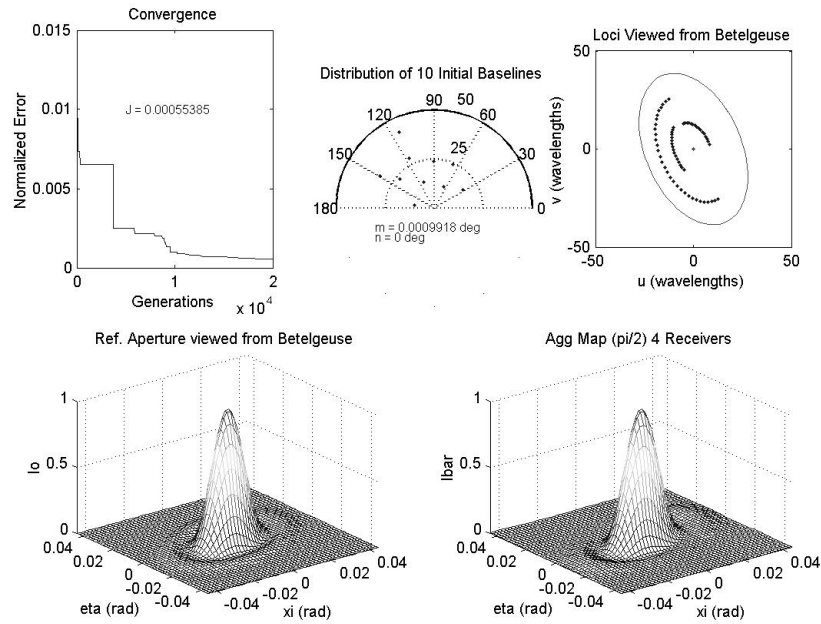 Convergence
0.015
0.01
0.005
0
Normalized Error
J = 0.00055385
0
1
2
Generations
x 10^4
Distribution of 10 Initial Baselines
90
50
120
60
25
150
30
180
0
m = 0.0009918 deg
n = 0 deg
Loci Viewed from Betelgeuse
50
0
-50
v (wavelengths)
-50
0
50
u (wavelengths)
Ref. Aperture viewed from Betelgeuse
1
0.5
0
Io
0.04
0.02
0
-0.02
-0.04
eta (rad)
-0.04
-0.02
0
0.02
0.04
xi (rad)
Agg Map (pi/2) 4 Receivers
1
0.5
0
Ibar
0.04
0.02
0
-0.02
-0.04
eta (rad)
-0.04
-0.02
0
0.02
0.04
xi (rad)